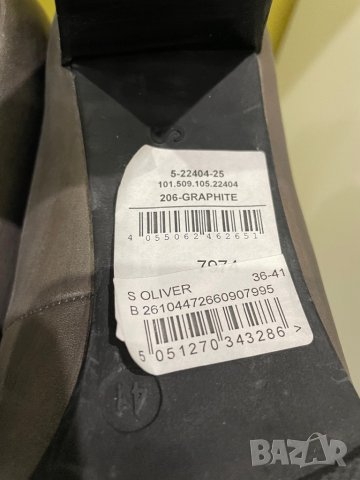 5-22404-25
101.509.105.22404
206-GRAPHITE
4 055062 462651
S OLIVER 36-41
B 26104472660907995
5 051270 343286 >
41
BAZAR